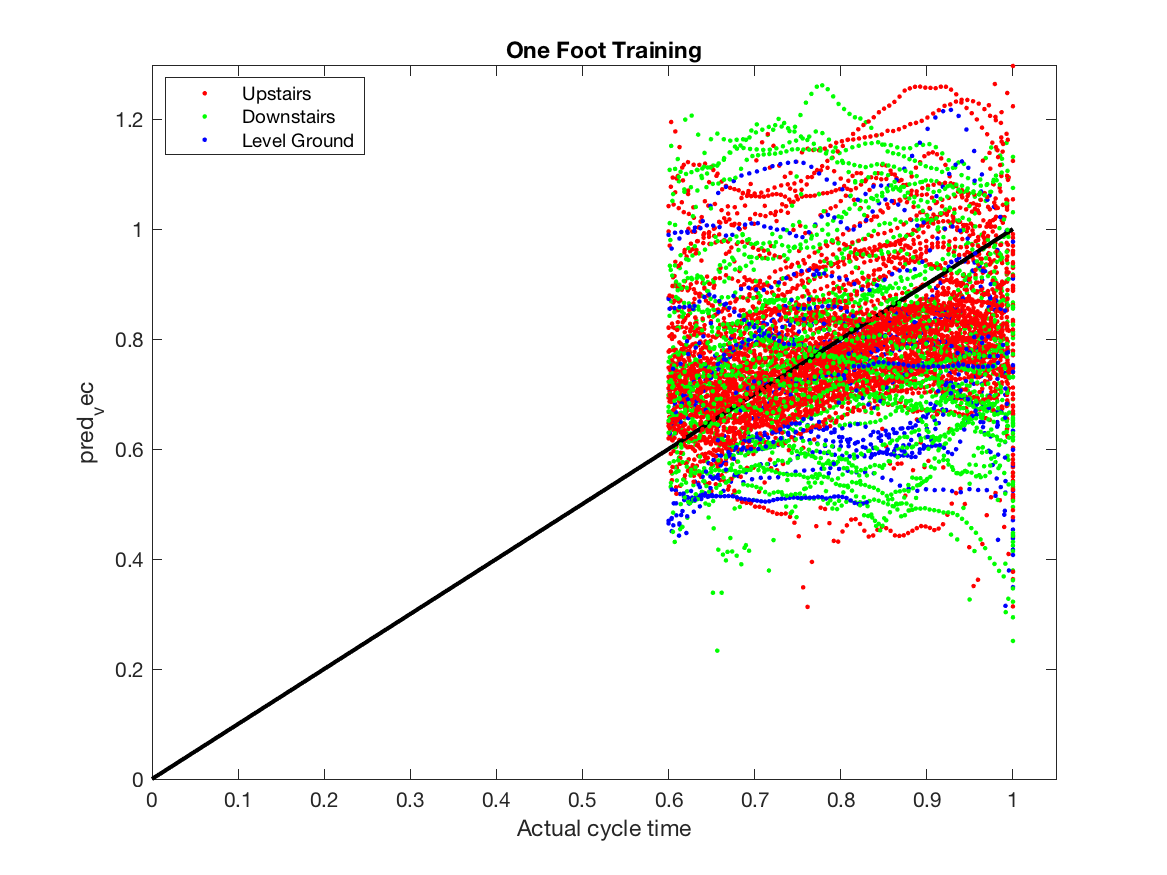 One Foot Training
Upstairs
Downstairs
Level Ground
1.2
1
0.8
0.6
0.4
0.2
0
pred_vec
0 0.1 0.2 0.3 0.4 0.5 0.6 0.7 0.8 0.9 1
Actual cycle time